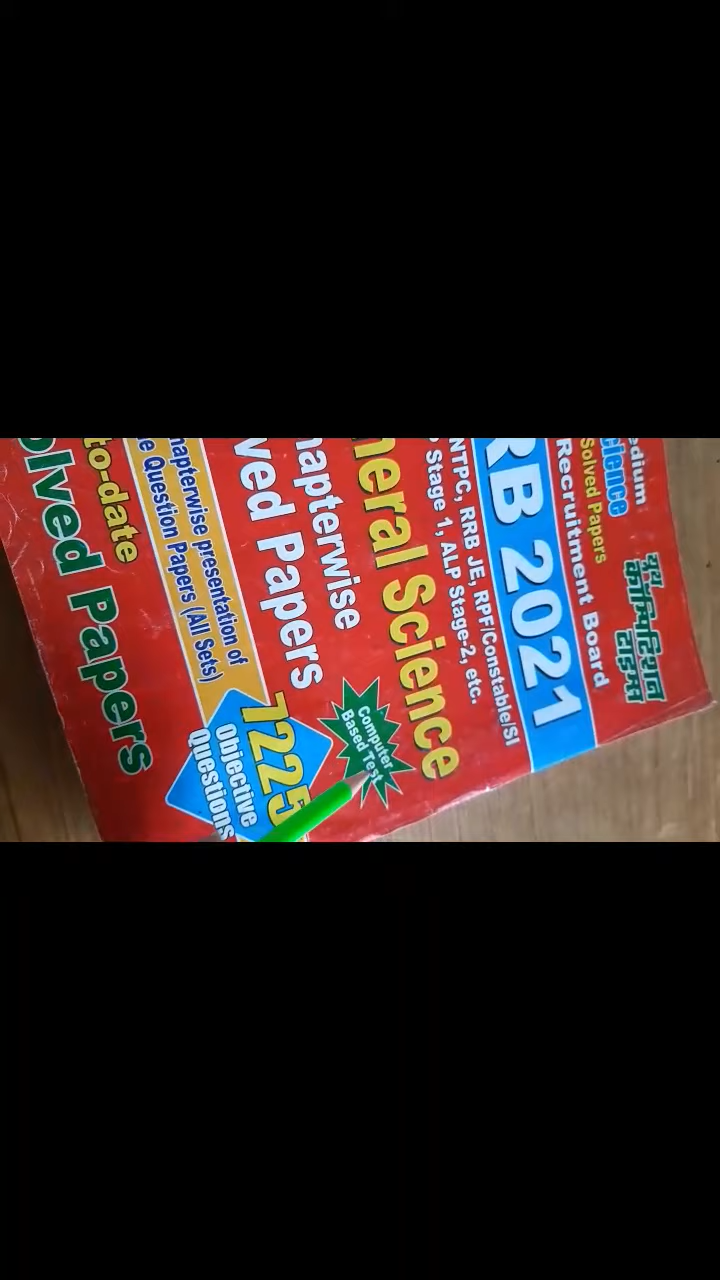 यूथ
कॉम्पिटिशन
टाइम्स
edium
cience
Solved Papers
Recruitment Board
RB 2021
NTPC, RRB JE, RPF/Constable/SI
Stage 1, ALP Stage-2, etc.
neral Science
Computer
Based Test
hapterwise
ved Papers
hapterwise presentation of
e Question Papers (All Sets)
7225
Objective
Questions
to-date
olved Papers